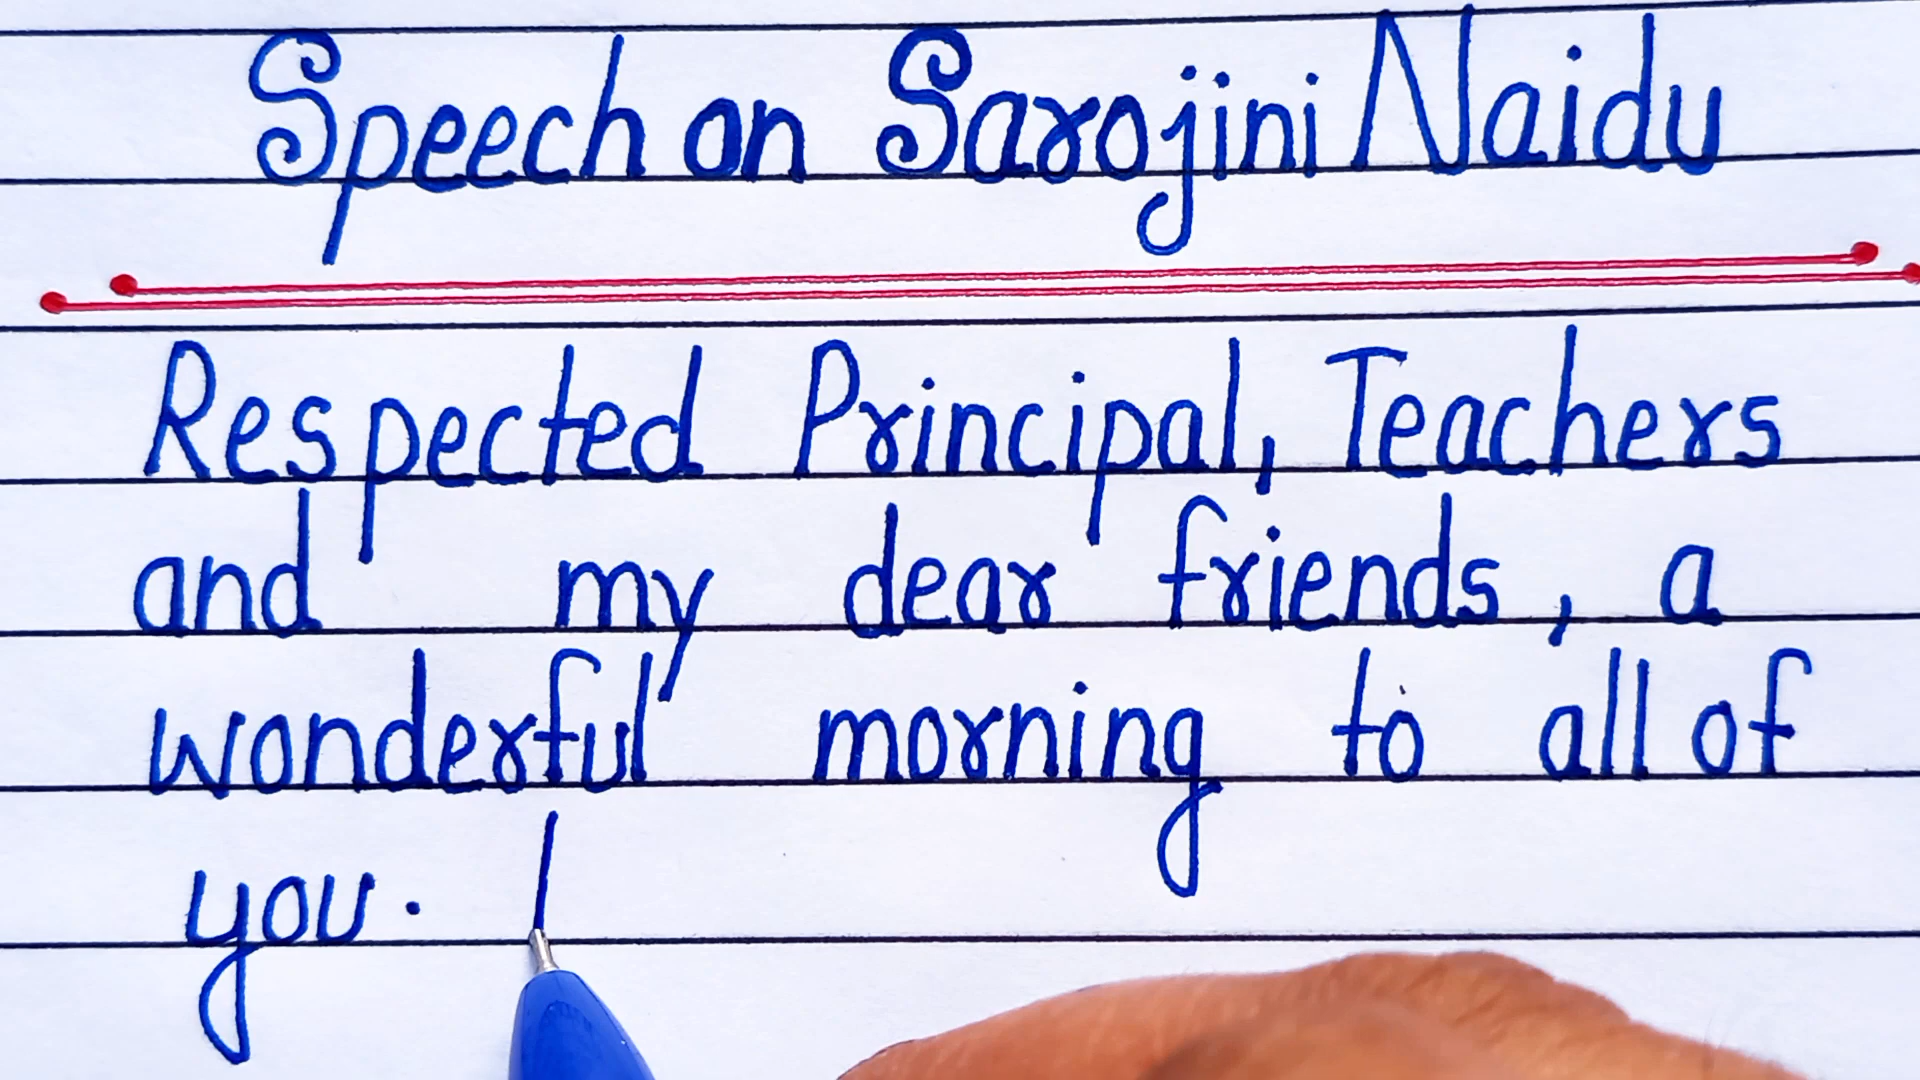 Speech on Sarojini Naidu
Respected Principal, Teachers
and my dear friends, a
wonderful morning to all of
you.